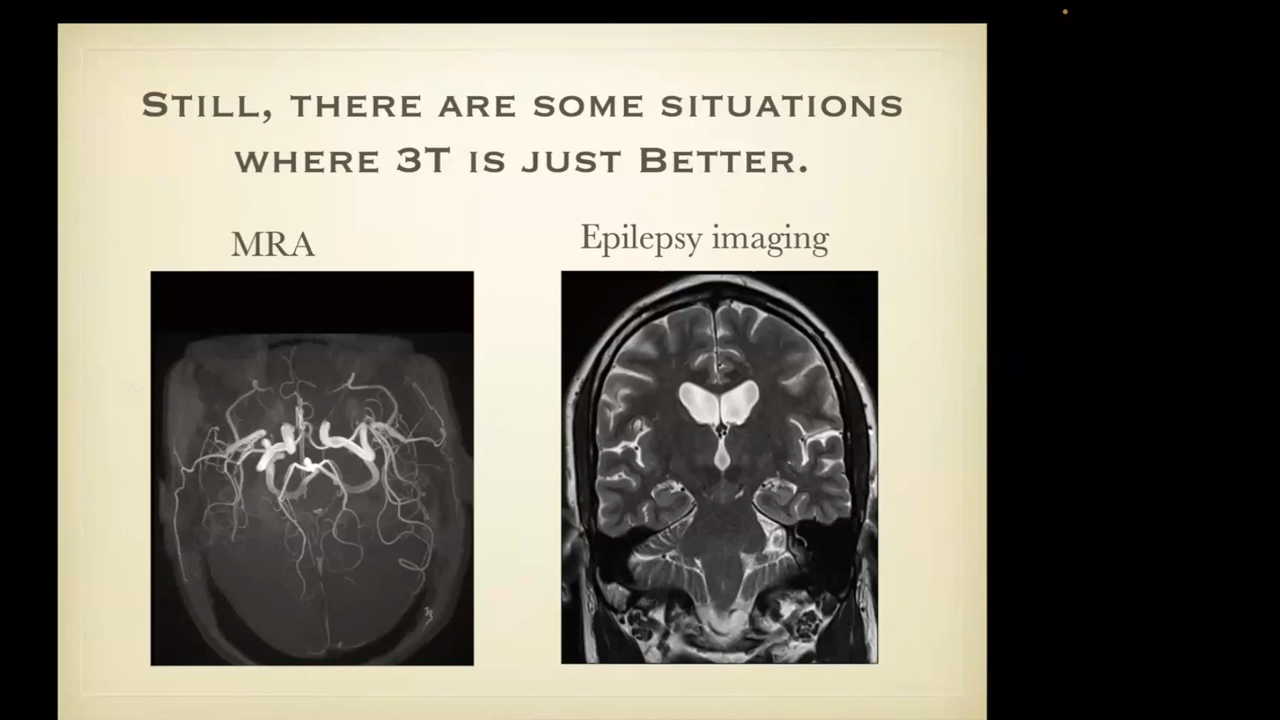 Still, there are some situations
where 3T is just Better.
MRA
Epilepsy imaging